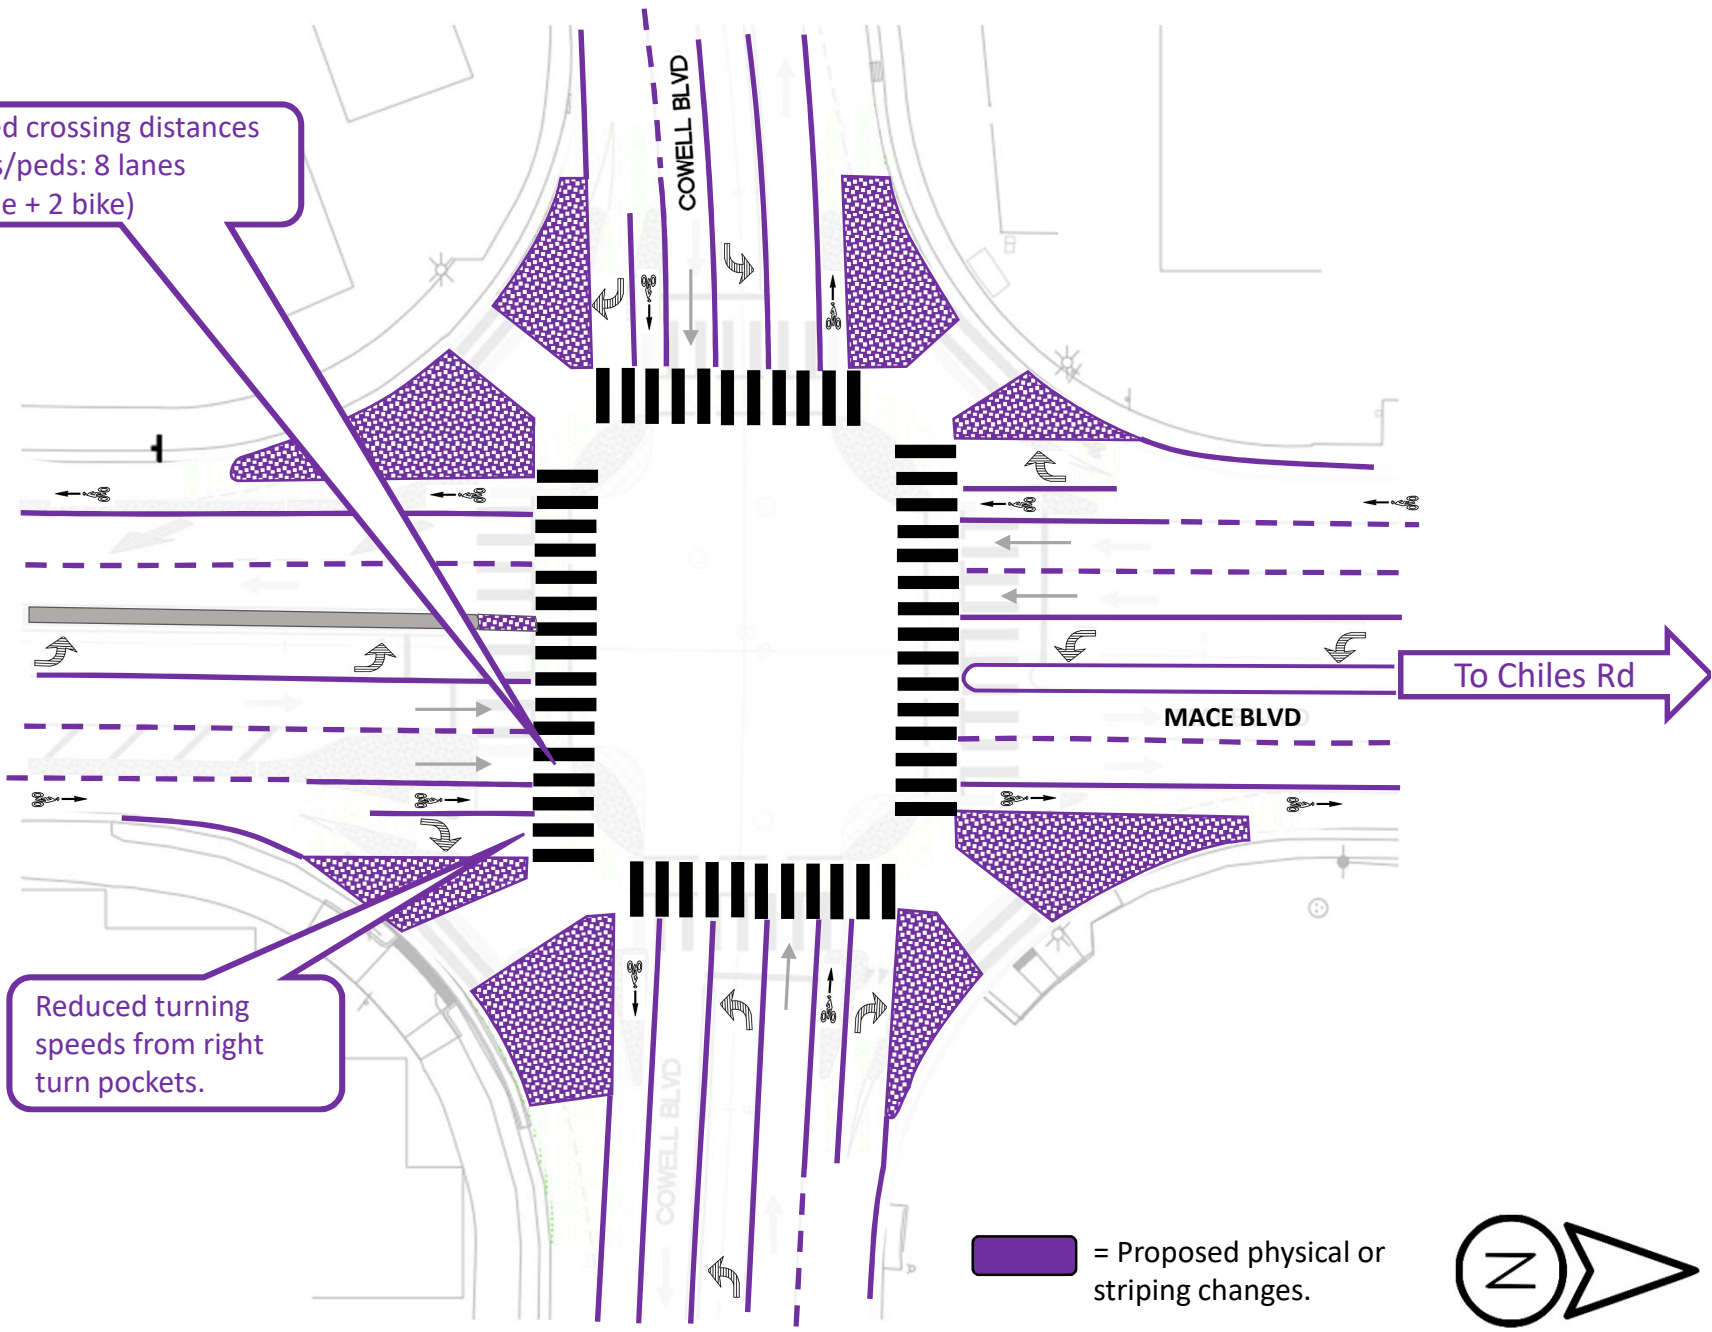 COWELL BLVD
ed crossing distances
s/peds: 8 lanes
e + 2 bike)
To Chiles Rd
MACE BLVD
Reduced turning
speeds from right
turn pockets.
COWELL BLVD
= Proposed physical or
striping changes.
N